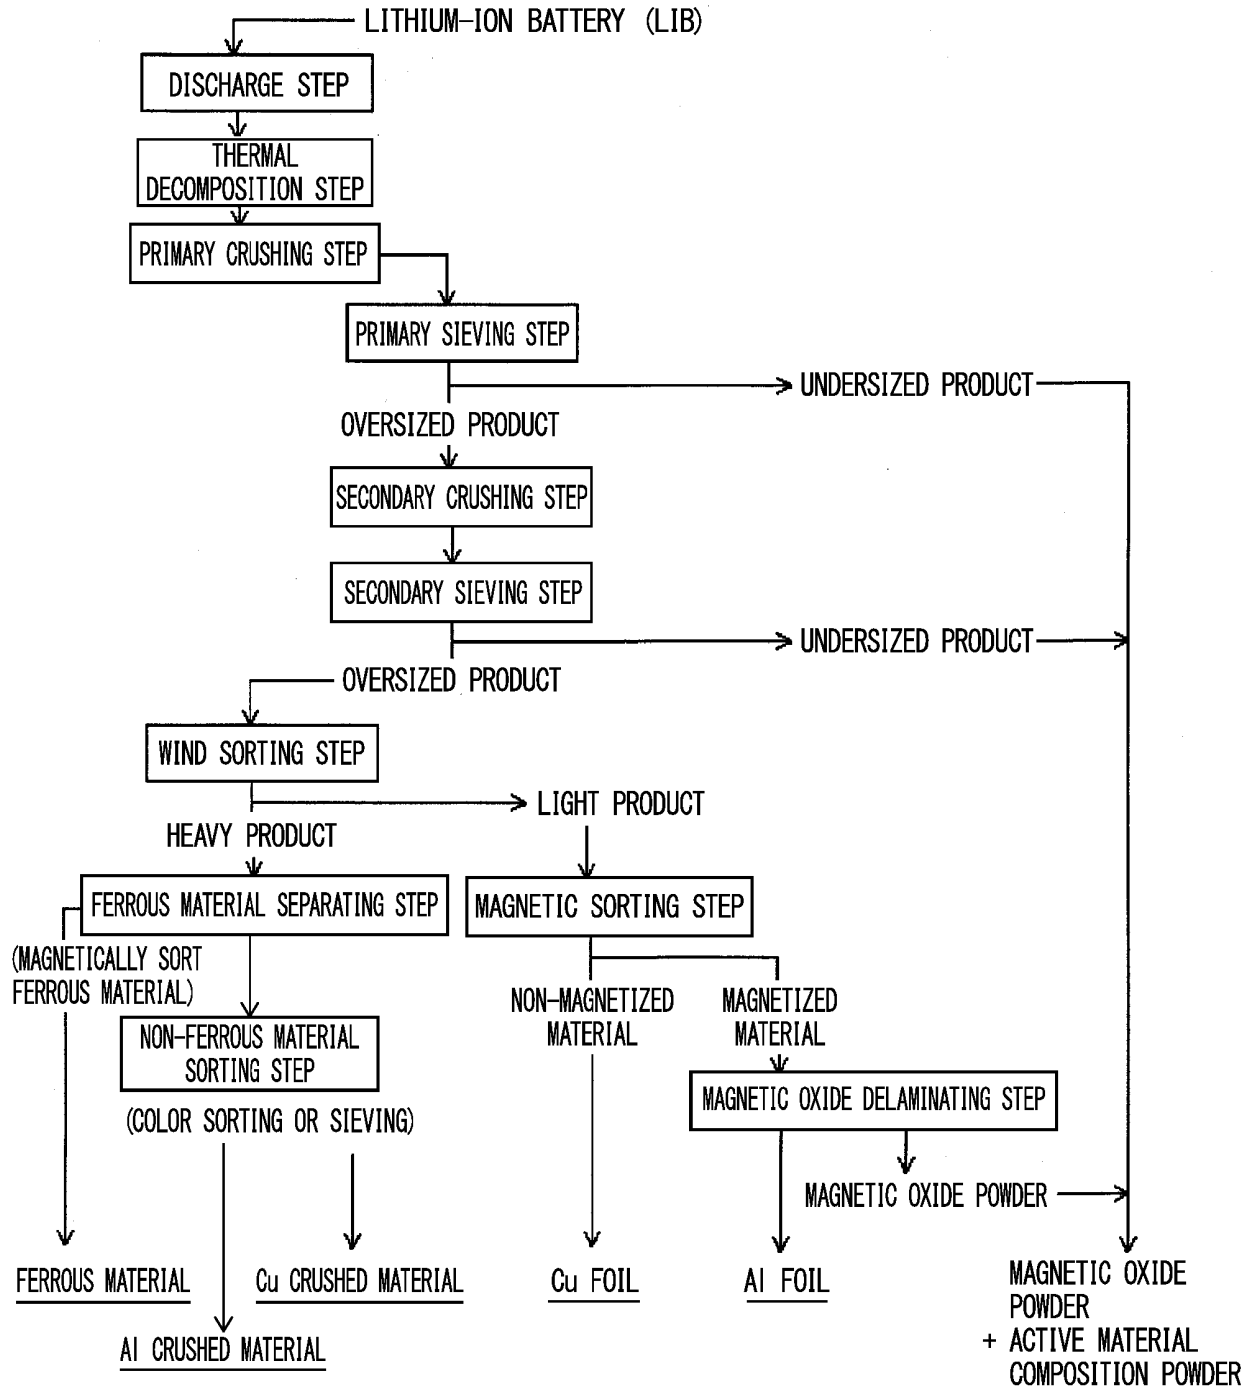 LITHIUM-ION BATTERY (LIB)
DISCHARGE STEP
THERMAL
DECOMPOSITION STEP
PRIMARY CRUSHING STEP
PRIMARY SIEVING STEP
UNDERSIZED PRODUCT
OVERSIZED PRODUCT
SECONDARY CRUSHING STEP
SECONDARY SIEVING STEP
UNDERSIZED PRODUCT
OVERSIZED PRODUCT
WIND SORTING STEP
LIGHT PRODUCT
HEAVY PRODUCT
FERROUS MATERIAL SEPARATING STEP
MAGNETIC SORTING STEP
(MAGNETICALLY SORT
FERROUS MATERIAL)
NON-MAGNETIZED
MATERIAL
MAGNETIZED
MATERIAL
NON-FERROUS MATERIAL
SORTING STEP
(COLOR SORTING OR SIEVING)
MAGNETIC OXIDE DELAMINATING STEP
MAGNETIC OXIDE POWDER
FERROUS MATERIAL
Cu CRUSHED MATERIAL
Cu FOIL
Al FOIL
Al CRUSHED MATERIAL
MAGNETIC OXIDE
POWDER
+ ACTIVE MATERIAL
COMPOSITION POWDER